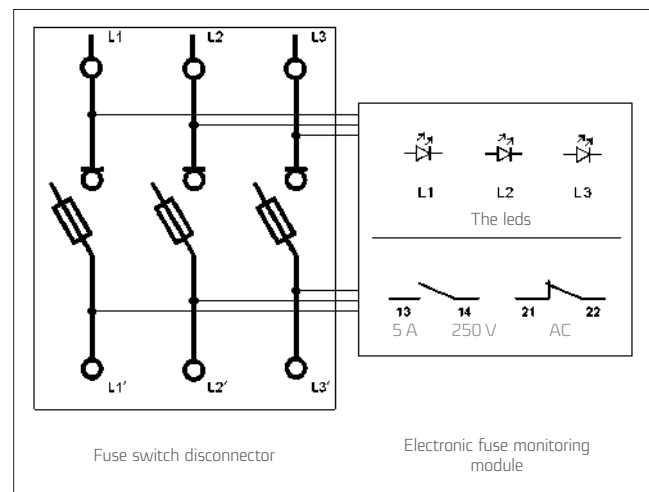 L1 L2 L3
L1 L2 L3
The leds
13 14 21 22
5 A 250 V AC
L1′ L2′ L3′
Fuse switch disconnector
Electronic fuse monitoring
module